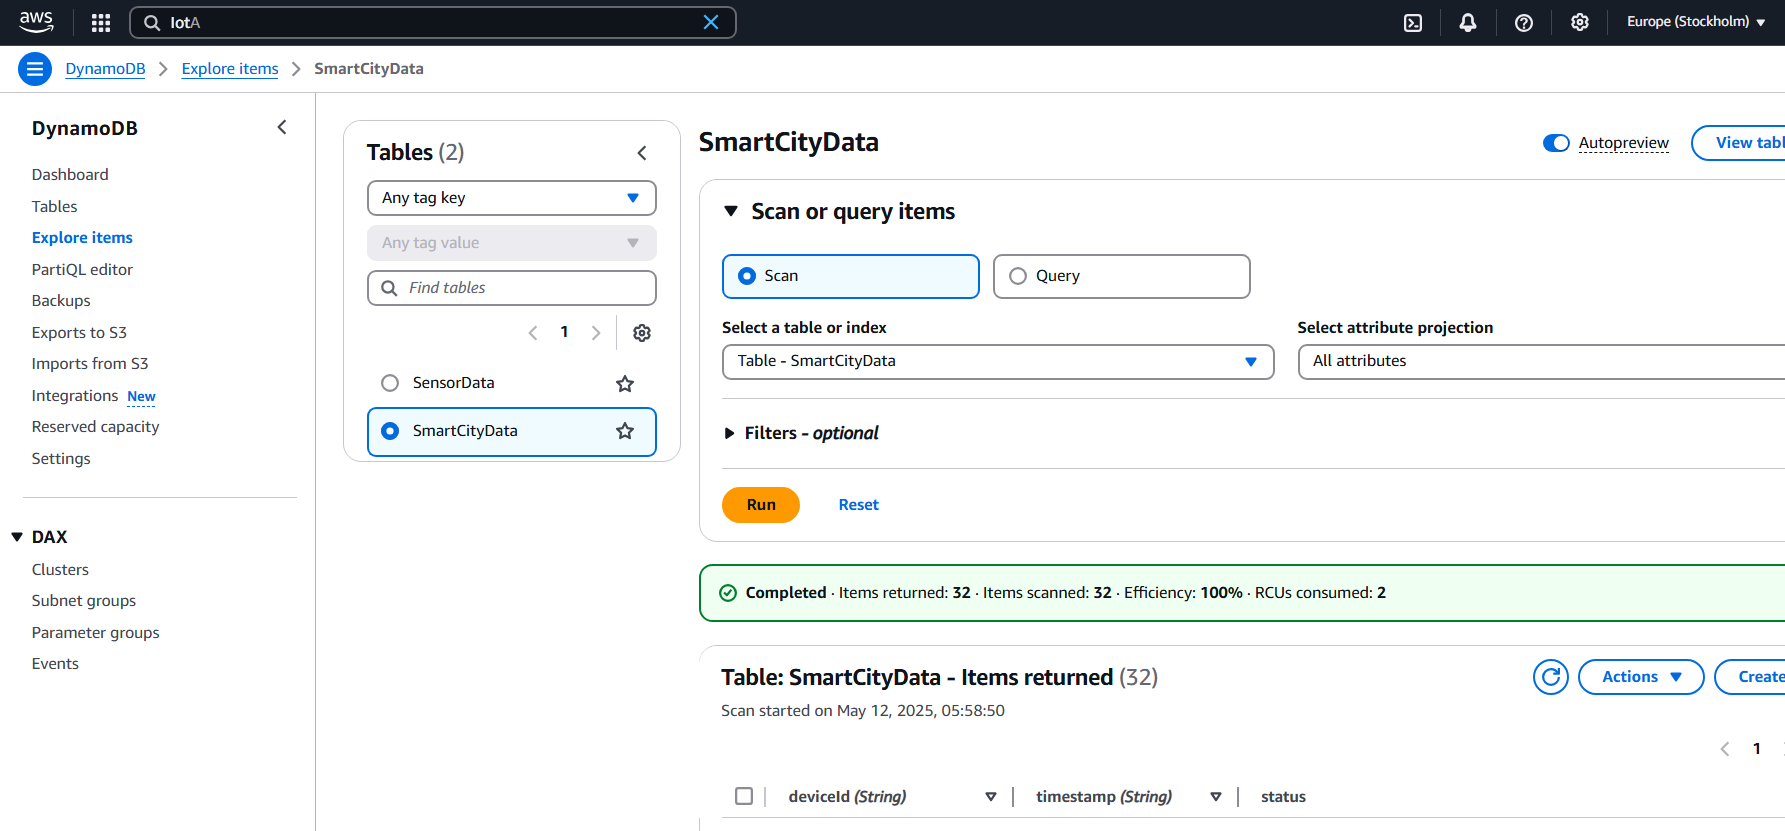 aws
IotA
Europe (Stockholm)
DynamoDB
Explore items
SmartCityData
DynamoDB
Dashboard
Tables
Explore items
PartiQL editor
Backups
Exports to S3
Imports from S3
Integrations New
Reserved capacity
Settings
DAX
Clusters
Subnet groups
Parameter groups
Events
Tables (2)
Any tag key
Any tag value
Find tables
1
SensorData
SmartCityData
SmartCityData
Autopreview
View tabl
Scan or query items
Scan
Query
Select a table or index
Table - SmartCityData
Select attribute projection
All attributes
Filters - optional
Run
Reset
Completed · Items returned: 32 · Items scanned: 32 · Efficiency: 100% · RCUs consumed: 2
Table: SmartCityData - Items returned (32)
Scan started on May 12, 2025, 05:58:50
Actions
Create
1
deviceId (String)
timestamp (String)
status